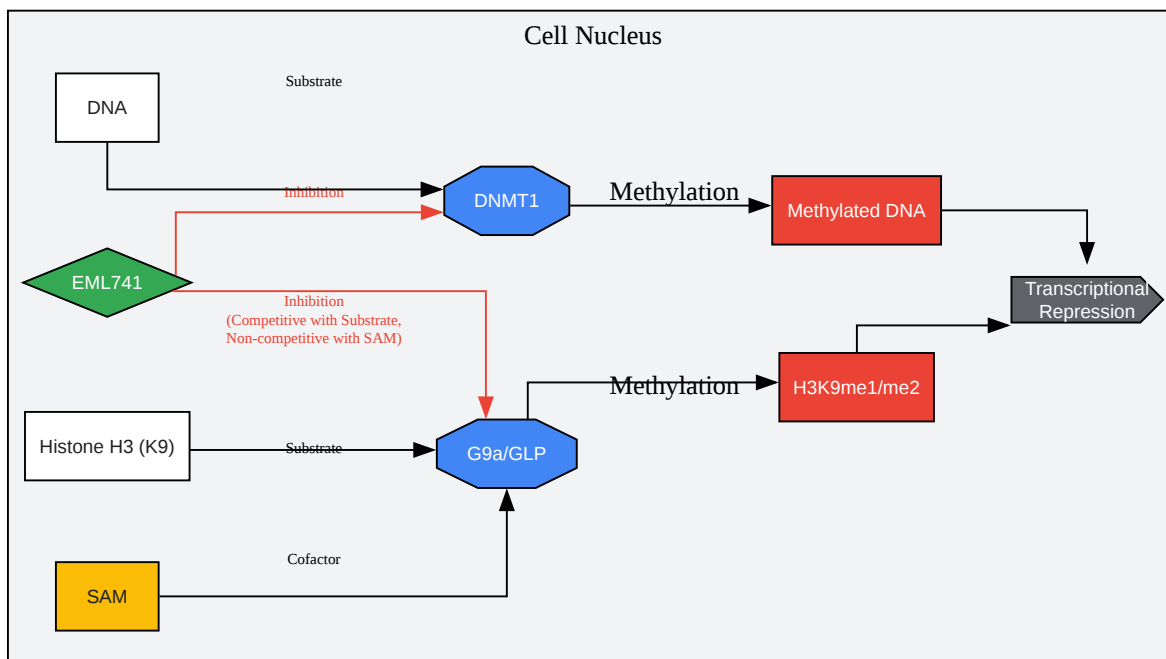 Cell Nucleus
DNA
Substrate
Inhibition
DNMT1
Methylation
Methylated DNA
EML741
Inhibition
(Competitive with Substrate,
Non-competitive with SAM)
Transcriptional
Repression
Methylation
H3K9me1/me2
Histone H3 (K9)
Substrate
G9a/GLP
Cofactor
SAM